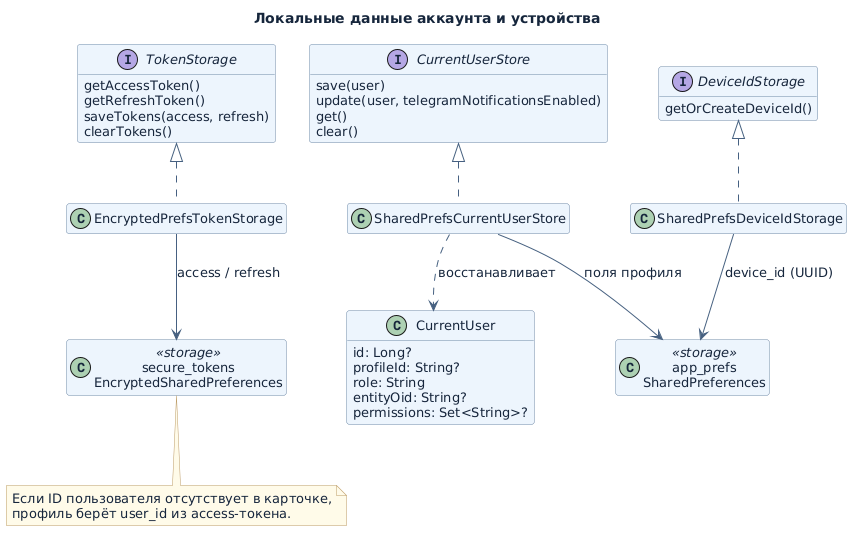 Локальные данные аккаунта и устройства
I TokenStorage
getAccessToken()
getRefreshToken()
saveTokens(access, refresh)
clearTokens()
I CurrentUserStore
save(user)
update(user, telegramNotificationsEnabled)
get()
clear()
I DeviceIdStorage
getOrCreateDeviceId()
C EncryptedPrefsTokenStorage
C SharedPrefsCurrentUserStore
C SharedPrefsDeviceIdStorage
access / refresh
восстанавливает
поля профиля
device_id (UUID)
C «storage»
secure_tokens
EncryptedSharedPreferences
C CurrentUser
id: Long?
profileId: String?
role: String
entityOid: String?
permissions: Set<String>?
C «storage»
app_prefs
SharedPreferences
Если ID пользователя отсутствует в карточке,
профиль берёт user_id из access-токена.